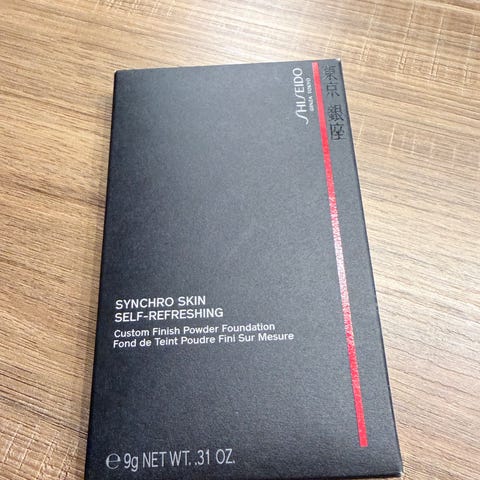 SHISEIDO
GINZA TOKYO
東京 銀座
SYNCHRO SKIN
SELF-REFRESHING
Custom Finish Powder Foundation
Fond de Teint Poudre Fini Sur Mesure
℮ 9g NET WT. .31 OZ.